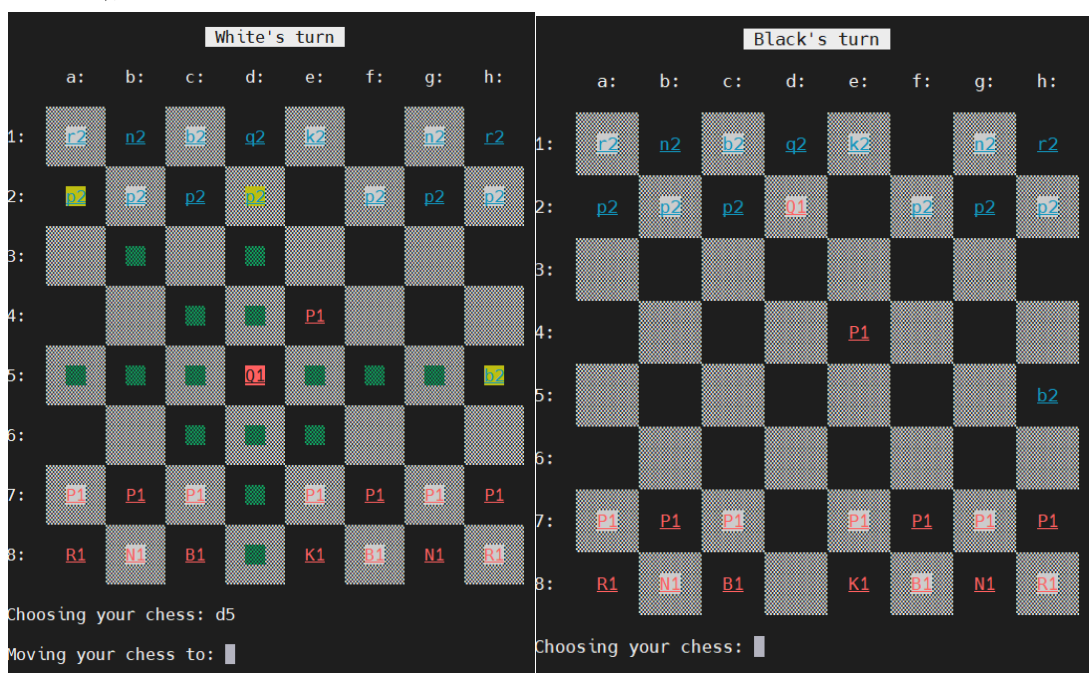 White's turn
a: b: c: d: e: f: g: h:
1: r2 n2 b2 q2 k2 n2 r2
2: p2 p2 p2 p2 p2 p2 p2
3:
4: P1
5: Q1 b2
6:
7: P1 P1 P1 P1 P1 P1 P1
8: R1 N1 B1 K1 B1 N1 R1
Choosing your chess: d5
Moving your chess to:
Black's turn
a: b: c: d: e: f: g: h:
1: r2 n2 b2 q2 k2 n2 r2
2: p2 p2 p2 Q1 p2 p2 p2
3:
4: P1
5: b2
6:
7: P1 P1 P1 P1 P1 P1 P1
8: R1 N1 B1 K1 B1 N1 R1
Choosing your chess: